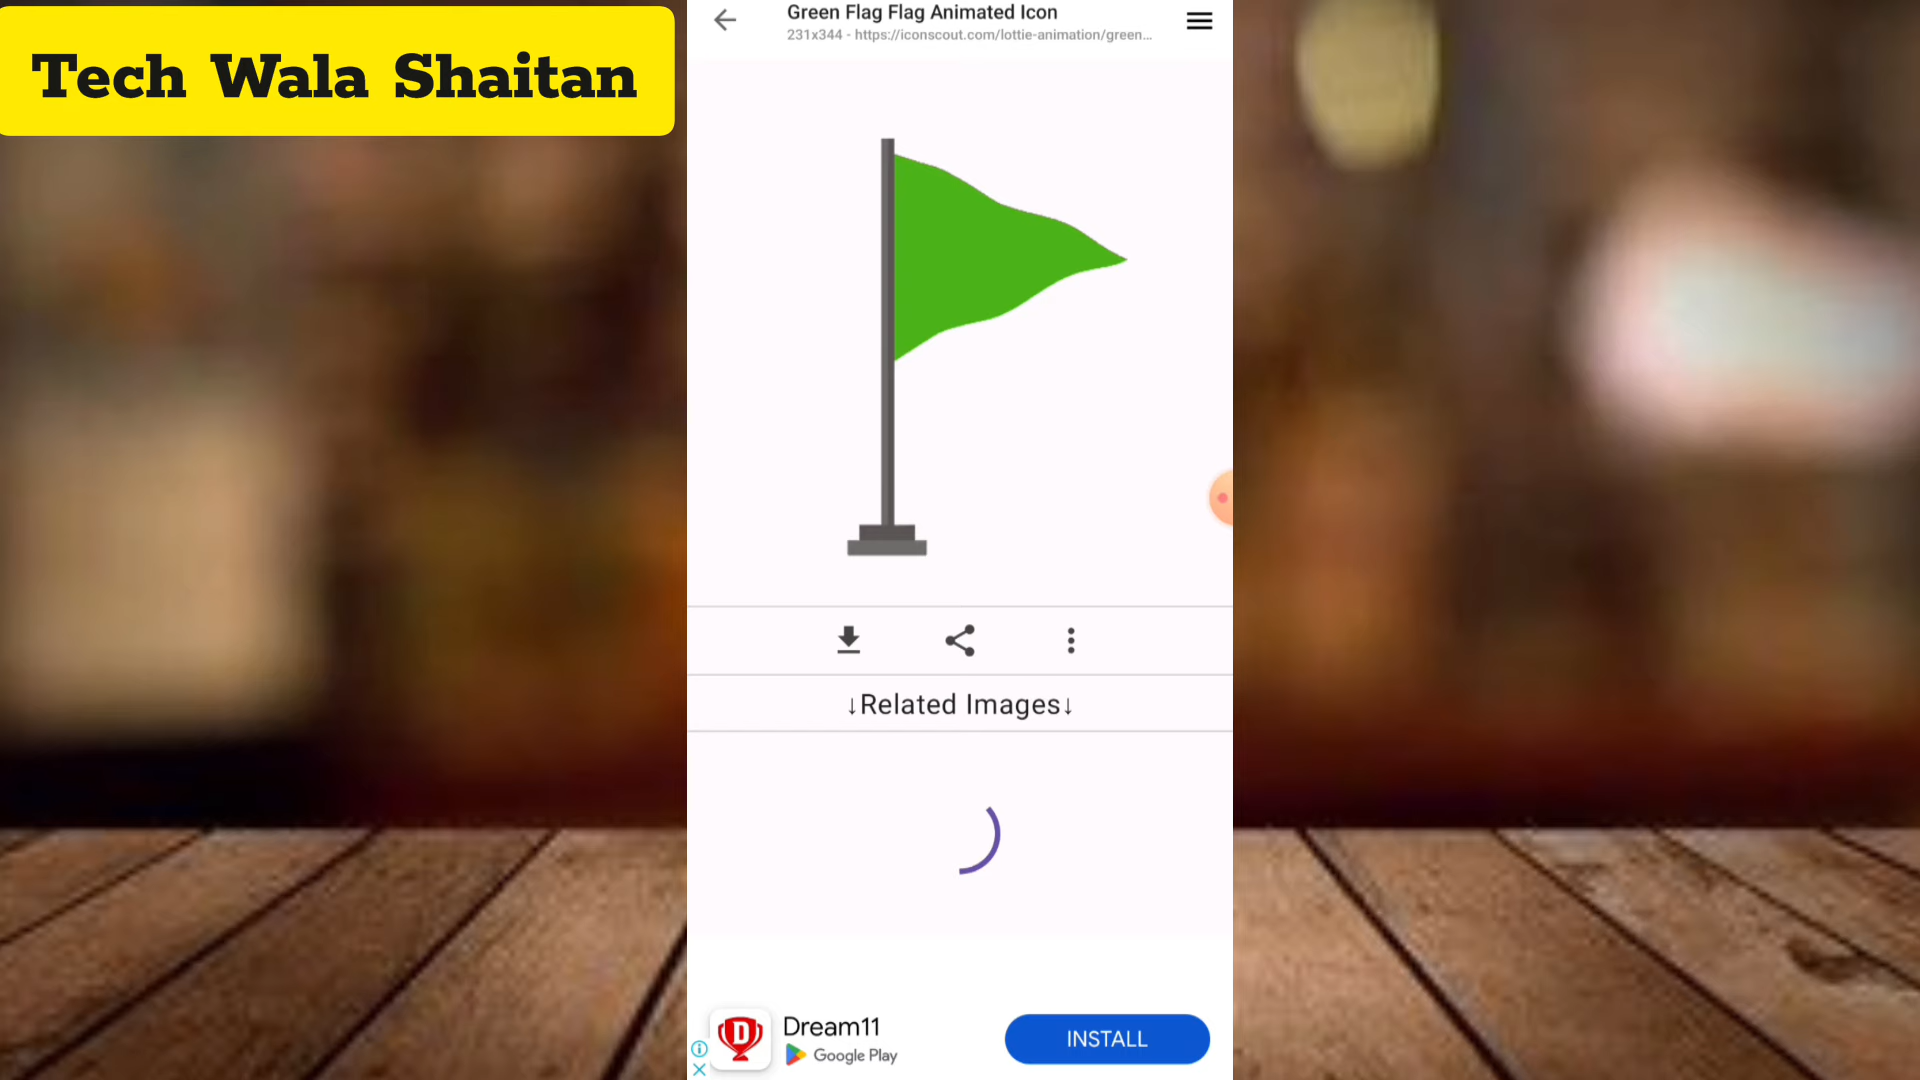 Tech Wala Shaitan
Green Flag Flag Animated Icon
231x344 - https://iconscout.com/lottie-animation/green...
↓Related Images↓
D
Dream11
Google Play
INSTALL